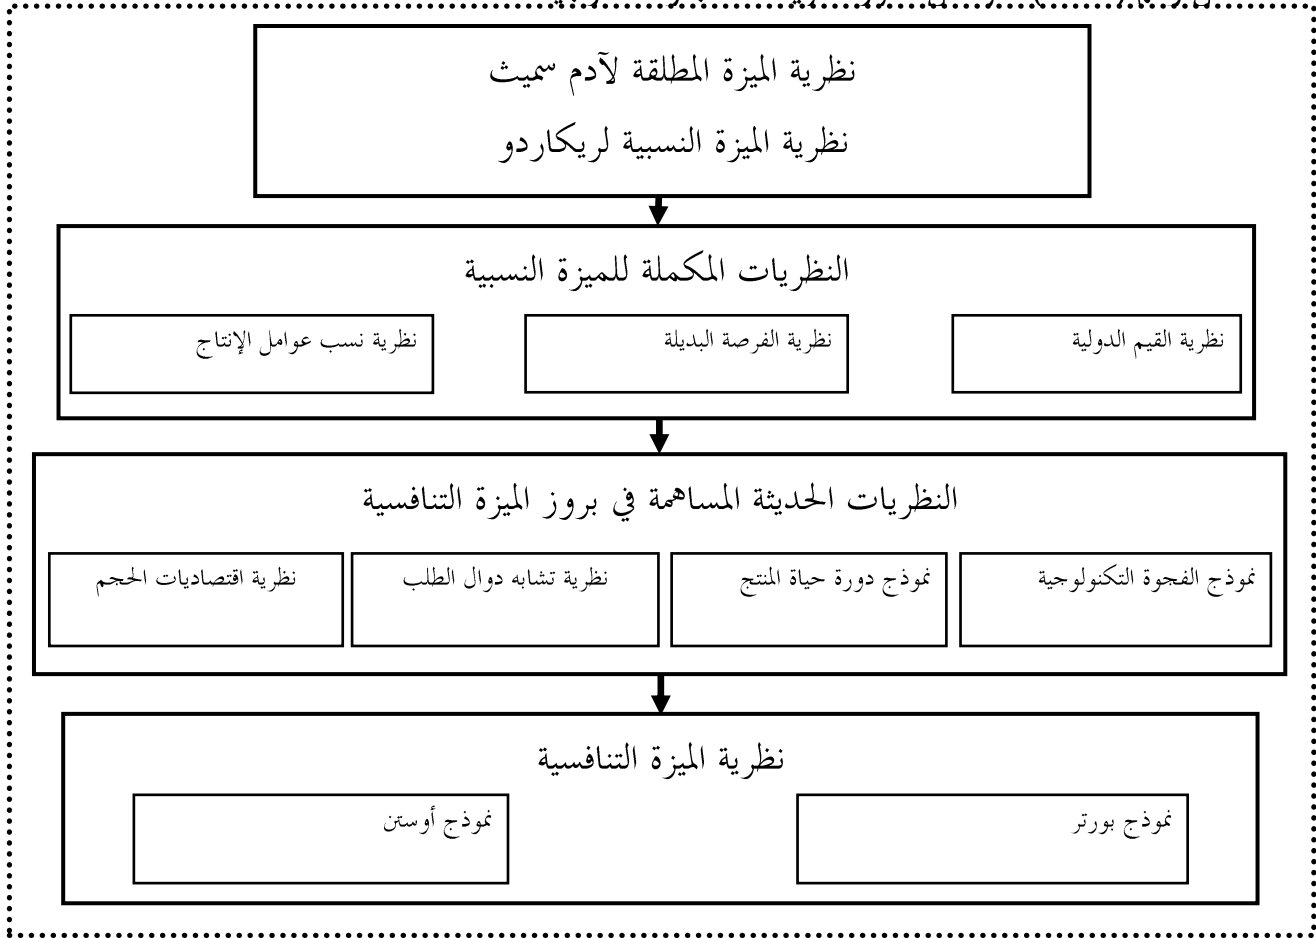 نظرية الميزة المطلقة لآدم سميث
نظرية الميزة النسبية لريكاردو
النظريات المكملة للميزة النسبية
نظرية القيم الدولية
نظرية الفرصة البديلة
نظرية نسب عوامل الإنتاج
النظريات الحديثة المساهمة في بروز الميزة التنافسية
نموذج الفجوة التكنولوجية
نموذج دورة حياة المنتج
نظرية تشابه دوال الطلب
نظرية اقتصاديات الحجم
نظرية الميزة التنافسية
نموذج بورتر
نموذج أوستن